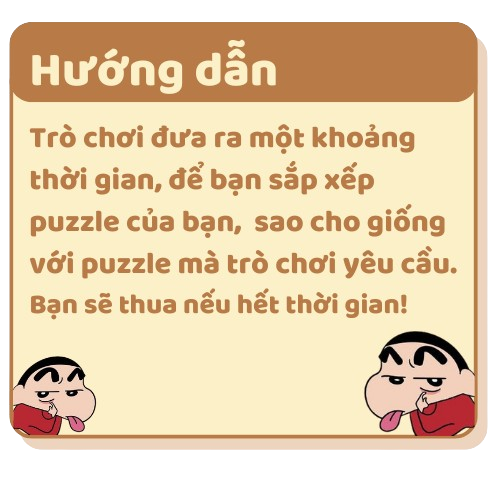 Hướng dẫn
Trò chơi đưa ra một khoảng
thời gian, để bạn sắp xếp
puzzle của bạn,  sao cho giống
với puzzle mà trò chơi yêu cầu.
Bạn sẽ thua nếu hết thời gian!